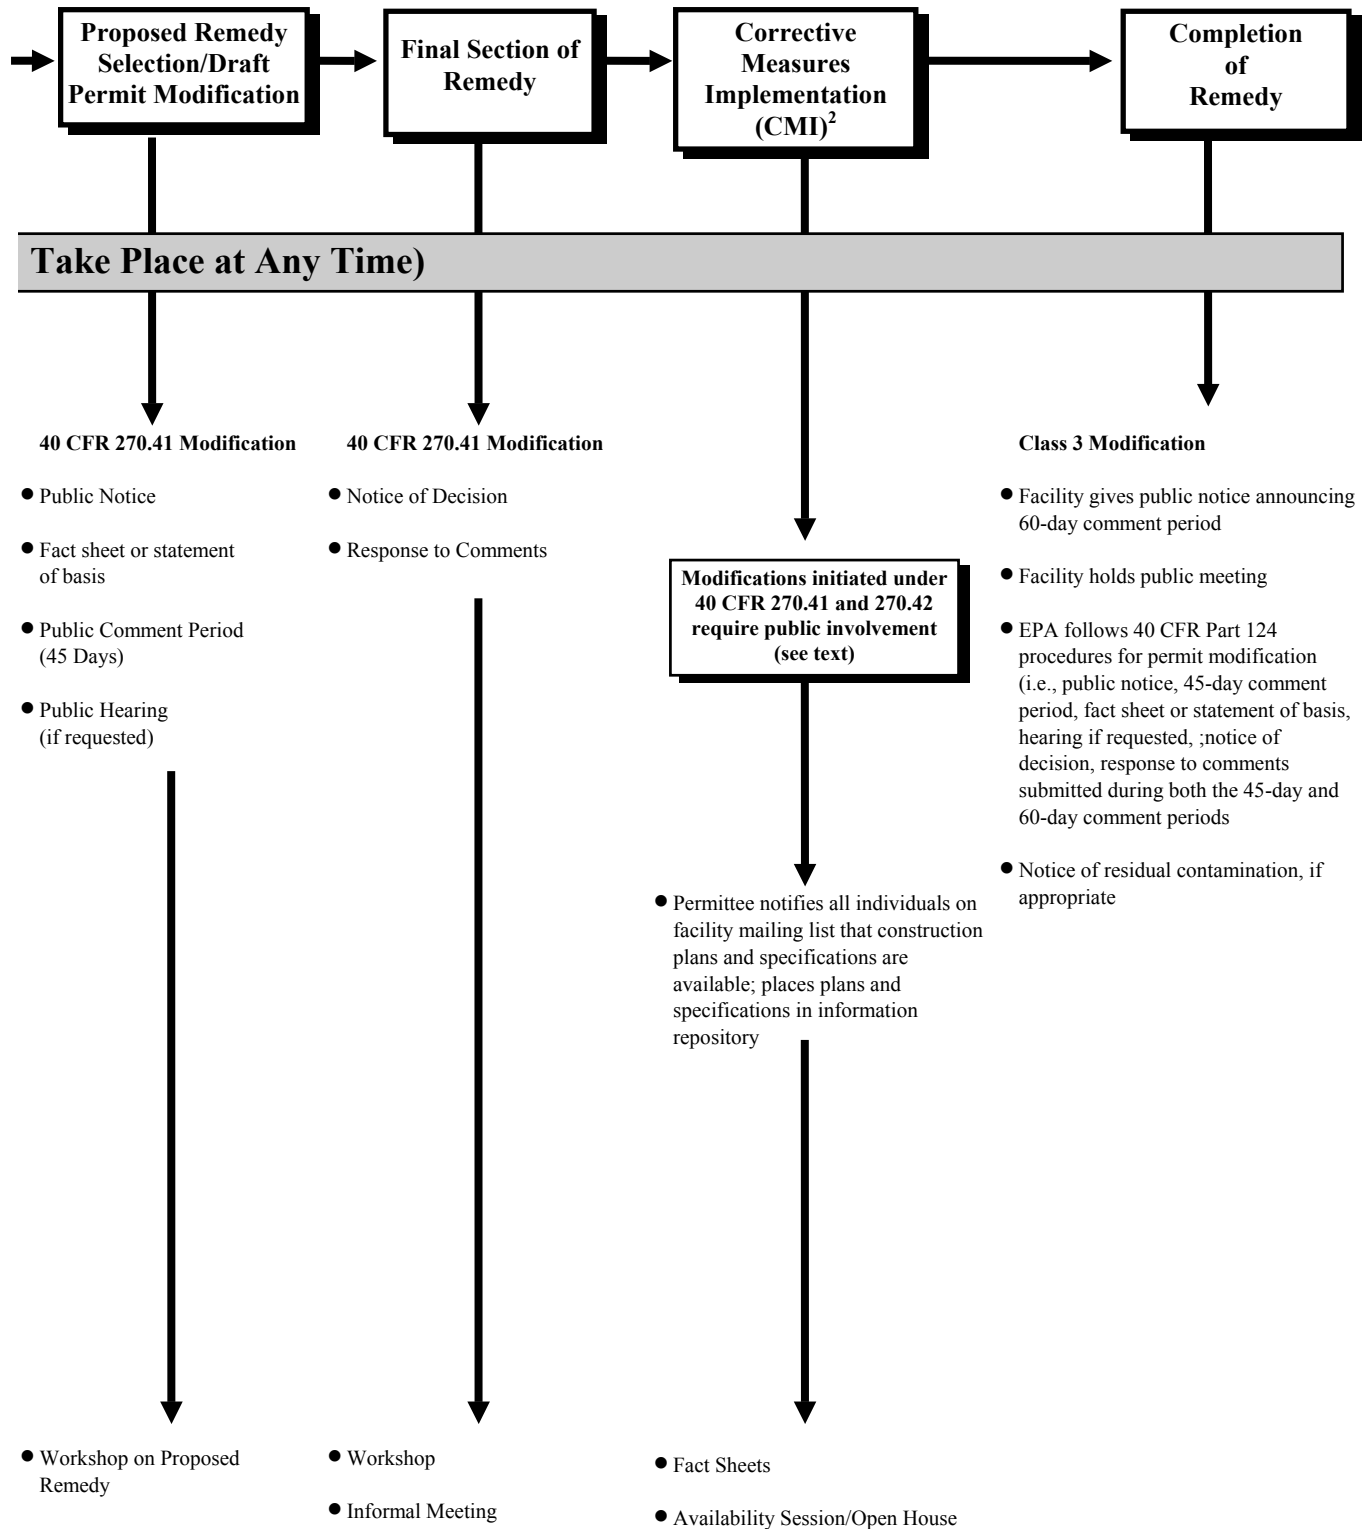 Proposed Remedy
Selection/Draft
Permit Modification
Final Section of
Remedy
Corrective
Measures
Implementation
(CMI)2
Completion
of
Remedy
Take Place at Any Time)
40 CFR 270.41 Modification
● Public Notice
● Fact sheet or statement
of basis
● Public Comment Period
(45 Days)
● Public Hearing
(if requested)
● Workshop on Proposed
Remedy
40 CFR 270.41 Modification
● Notice of Decision
● Response to Comments
● Workshop
● Informal Meeting
Modifications initiated under
40 CFR 270.41 and 270.42
require public involvement
(see text)
● Permittee notifies all individuals on
facility mailing list that construction
plans and specifications are
available; places plans and
specifications in information
repository
● Fact Sheets
● Availability Session/Open House
Class 3 Modification
● Facility gives public notice announcing
60-day comment period
● Facility holds public meeting
● EPA follows 40 CFR Part 124
procedures for permit modification
(i.e., public notice, 45-day comment
period, fact sheet or statement of basis,
hearing if requested, ;notice of
decision, response to comments
submitted during both the 45-day and
60-day comment periods
● Notice of residual contamination, if
appropriate